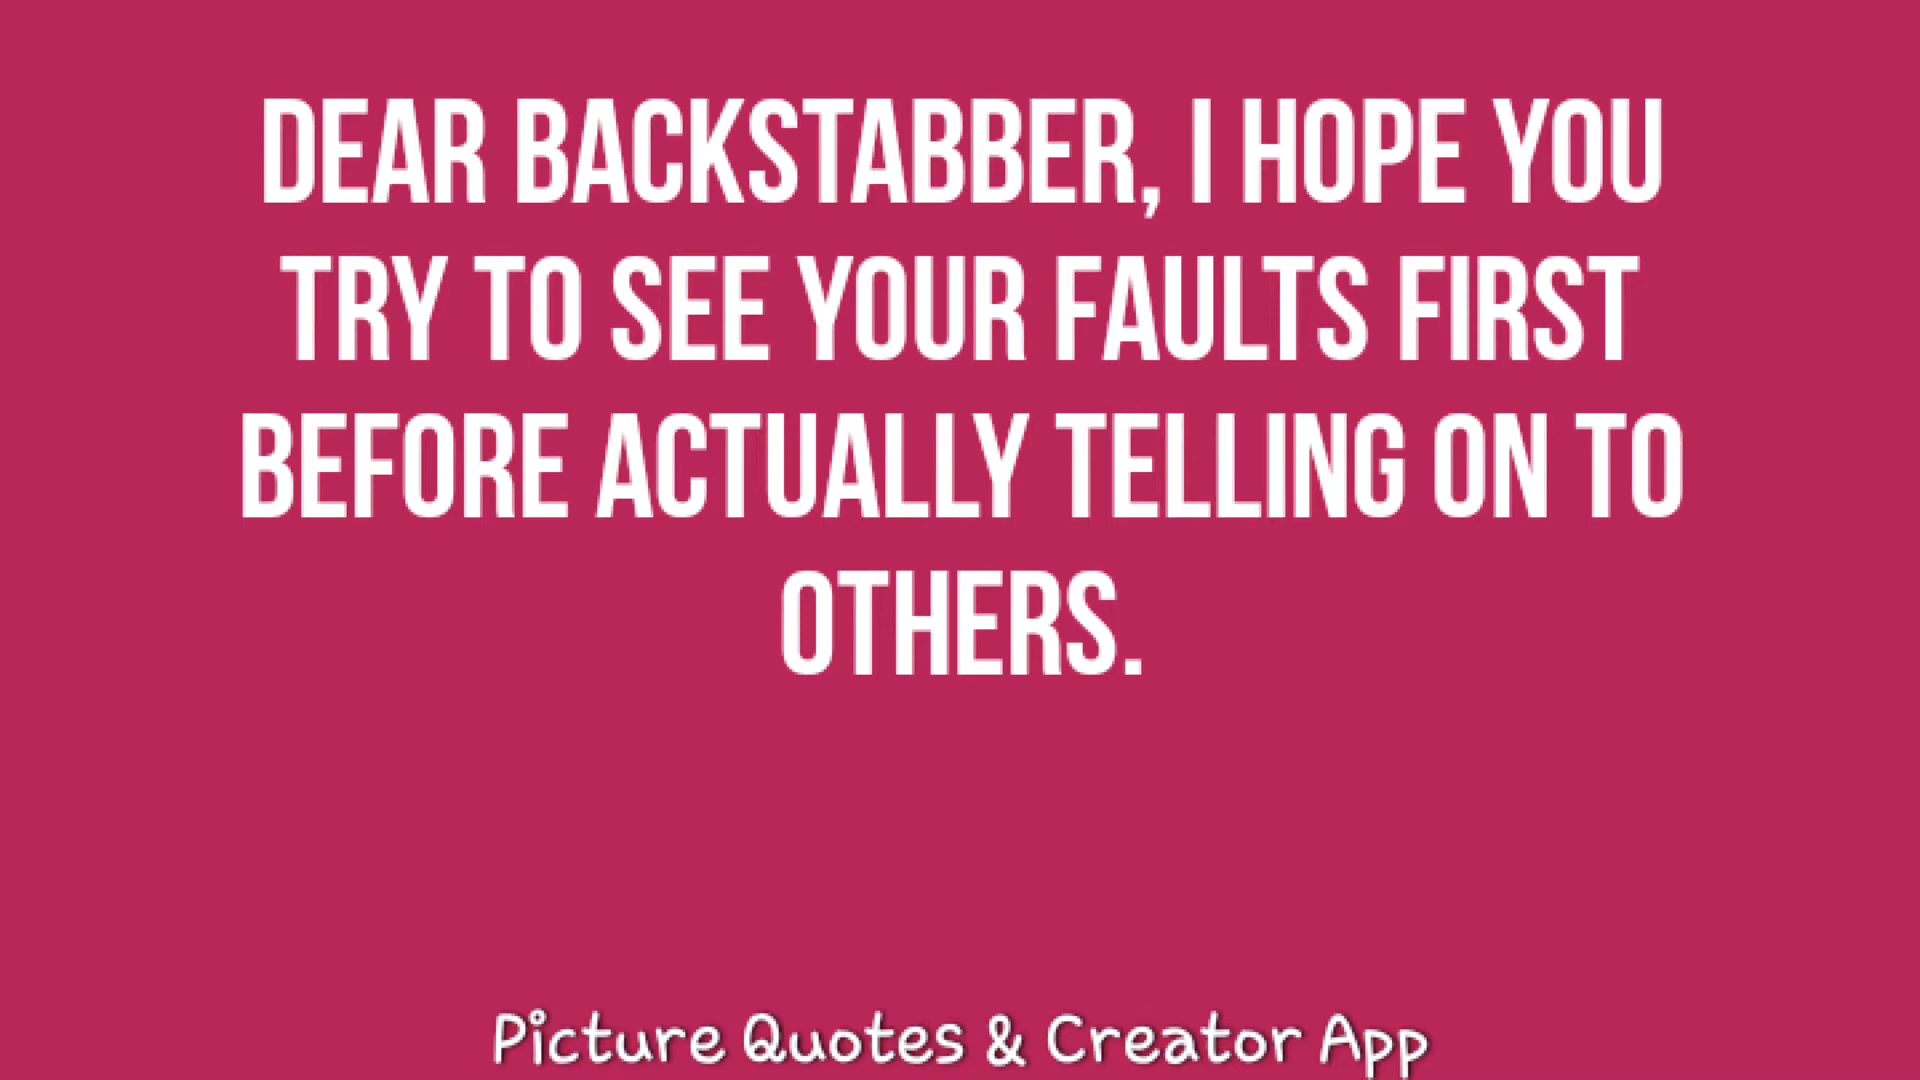 DEAR BACKSTABBER, I HOPE YOU
TRY TO SEE YOUR FAULTS FIRST
BEFORE ACTUALLY TELLING ON TO
OTHERS.
Picture Quotes & Creator App